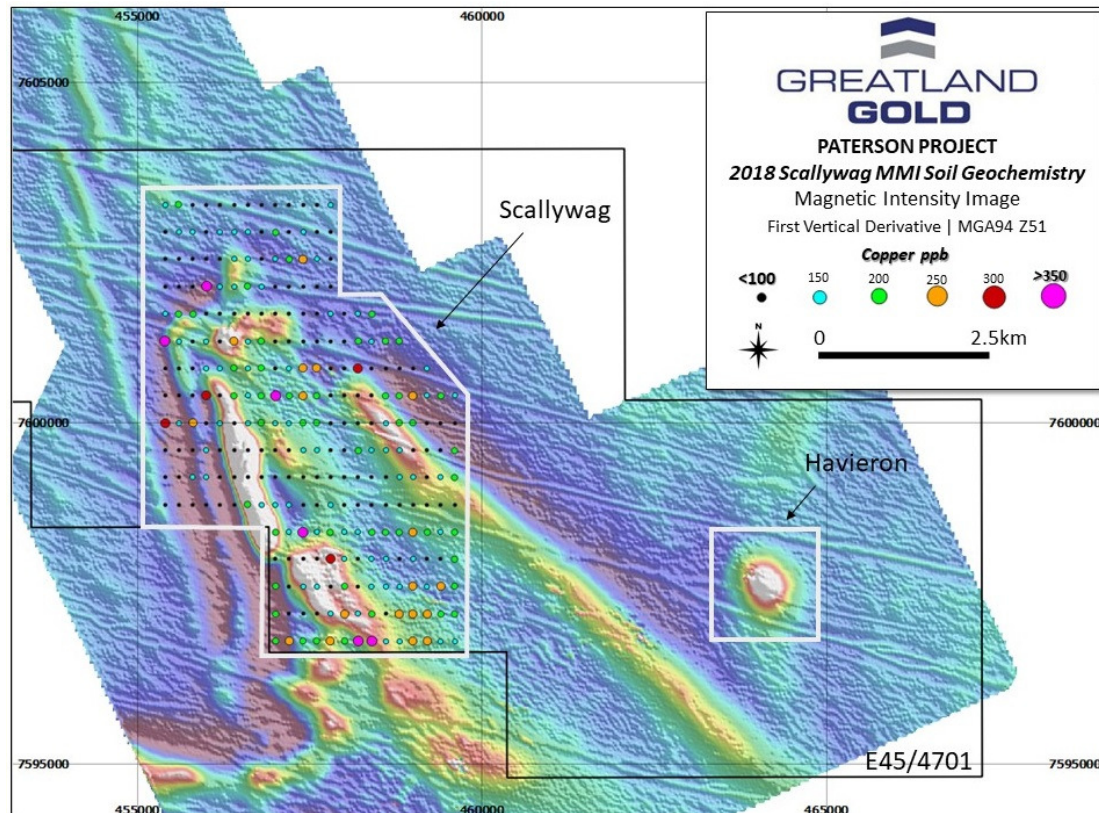 455000 460000
7605000
GREATLAND
GOLD
PATERSON PROJECT
2018 Scallywag MMI Soil Geochemistry
Magnetic Intensity Image
First Vertical Derivative | MGA94 Z51
Copper ppb
<100 150 200 250 300 >350
N
0 2.5km
Scallywag
7600000 7600000
Havieron
E45/4701
7595000 7595000
455000 460000 465000